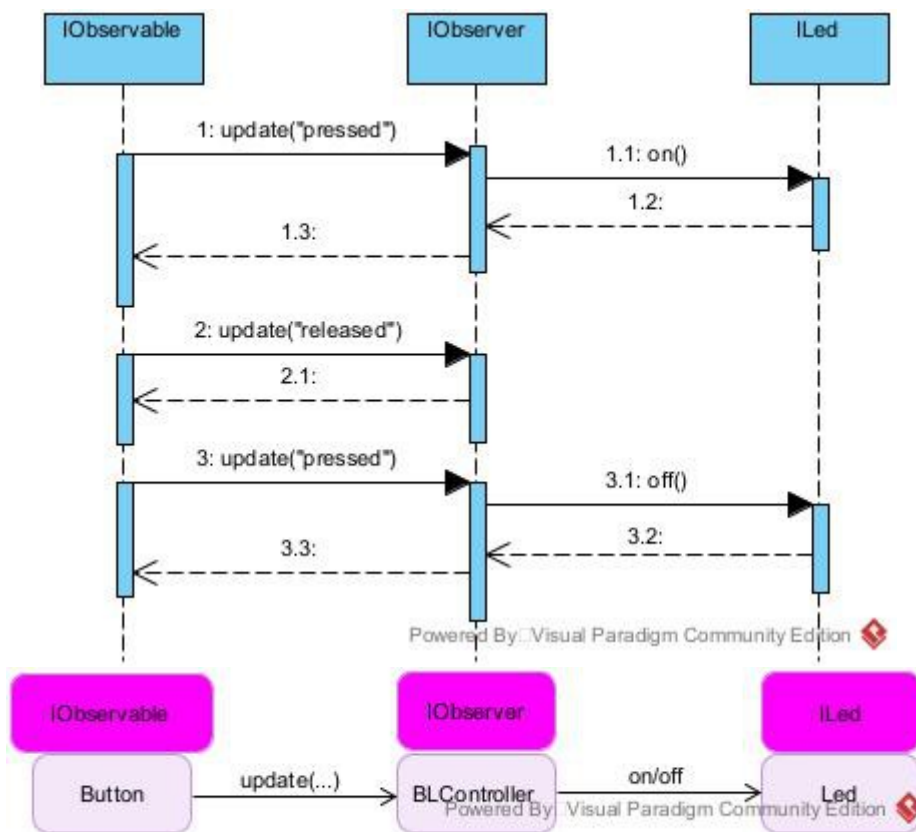 IObservable
IObserver
ILed
1: update("pressed")
1.1: on()
1.2:
1.3:
2: update("released")
2.1:
3: update("pressed")
3.1: off()
3.2:
3.3:
Powered By Visual Paradigm Community Edition
IObservable
IObserver
ILed
Button
update(...)
BLController
on/off
Led
Powered By Visual Paradigm Community Edition